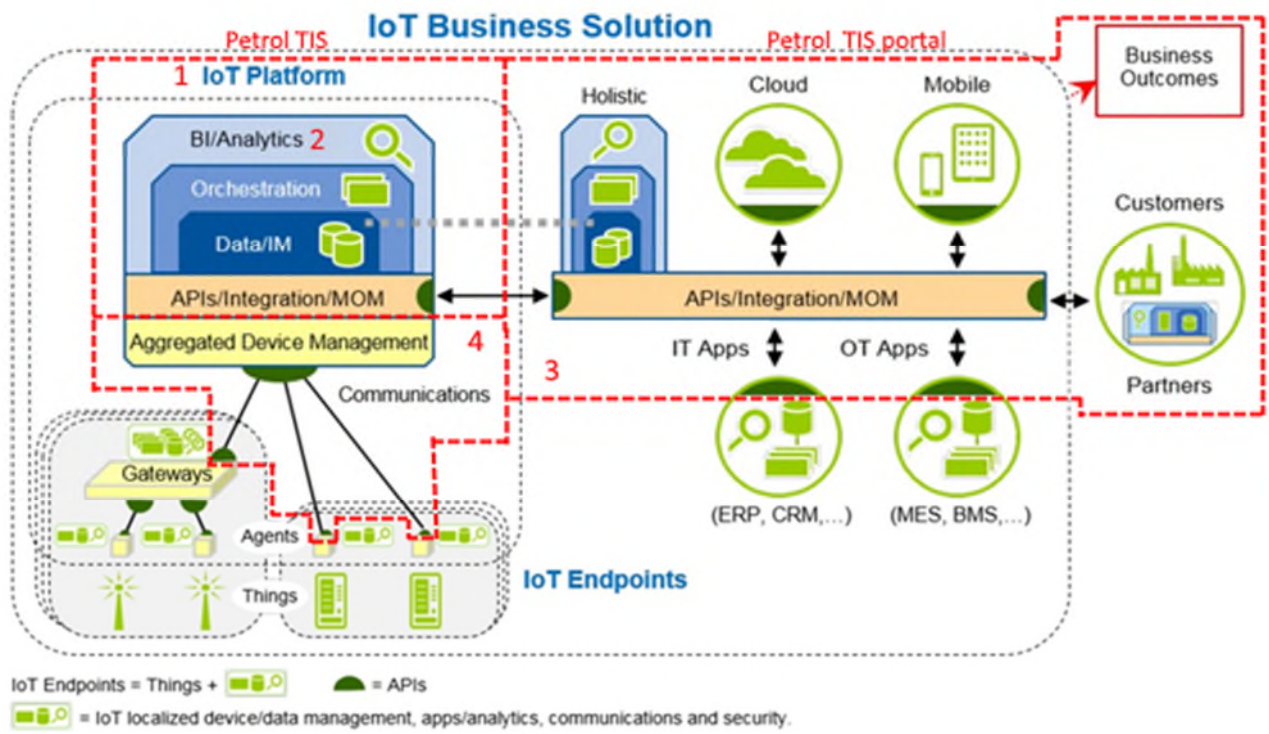 IoT Business Solution
Petrol TIS
Petrol TIS portal
1 IoT Platform
Business
Outcomes
Holistic
Cloud
Mobile
BI/Analytics 2
Orchestration
Data/IM
Customers
APIs/Integration/MOM
APIs/Integration/MOM
Aggregated Device Management
4
IT Apps
OT Apps
3
Communications
Partners
Gateways
(ERP, CRM,...)
(MES, BMS,...)
Agents
IoT Endpoints
Things
IoT Endpoints = Things +
= APIs
= IoT localized device/data management, apps/analytics, communications and security.